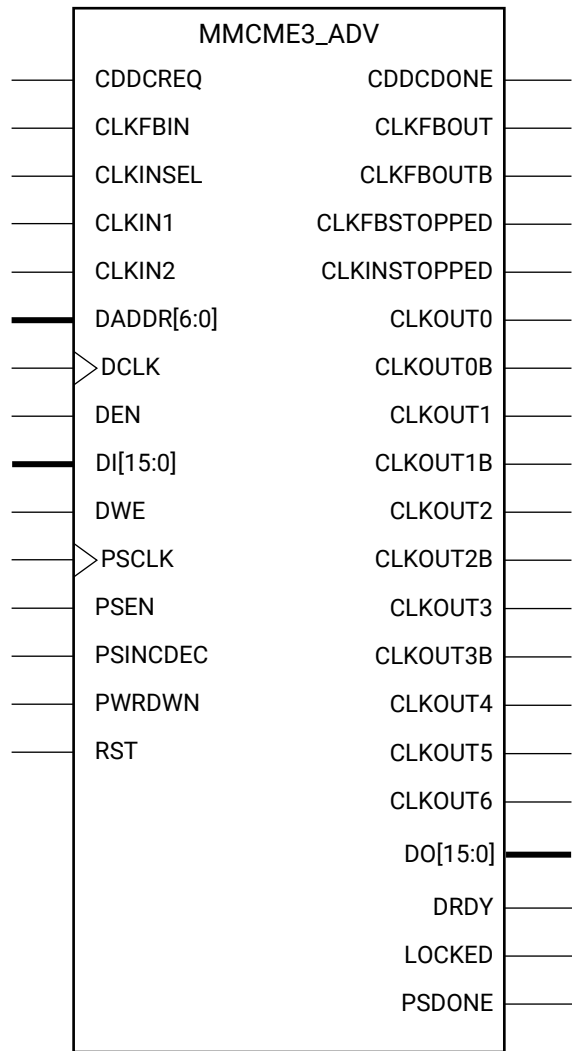 MMCME3_ADV
CDDCREQ CDDCDONE
CLKFBIN CLKFBOUT
CLKINSEL CLKFBOUTB
CLKIN1 CLKFBSTOPPED
CLKIN2 CLKINSTOPPED
DADDR[6:0] CLKOUT0
DCLK CLKOUT0B
DEN CLKOUT1
DI[15:0] CLKOUT1B
DWE CLKOUT2
PSCLK CLKOUT2B
PSEN CLKOUT3
PSINCDEC CLKOUT3B
PWRDWN CLKOUT4
RST CLKOUT5
CLKOUT6
DO[15:0]
DRDY
LOCKED
PSDONE